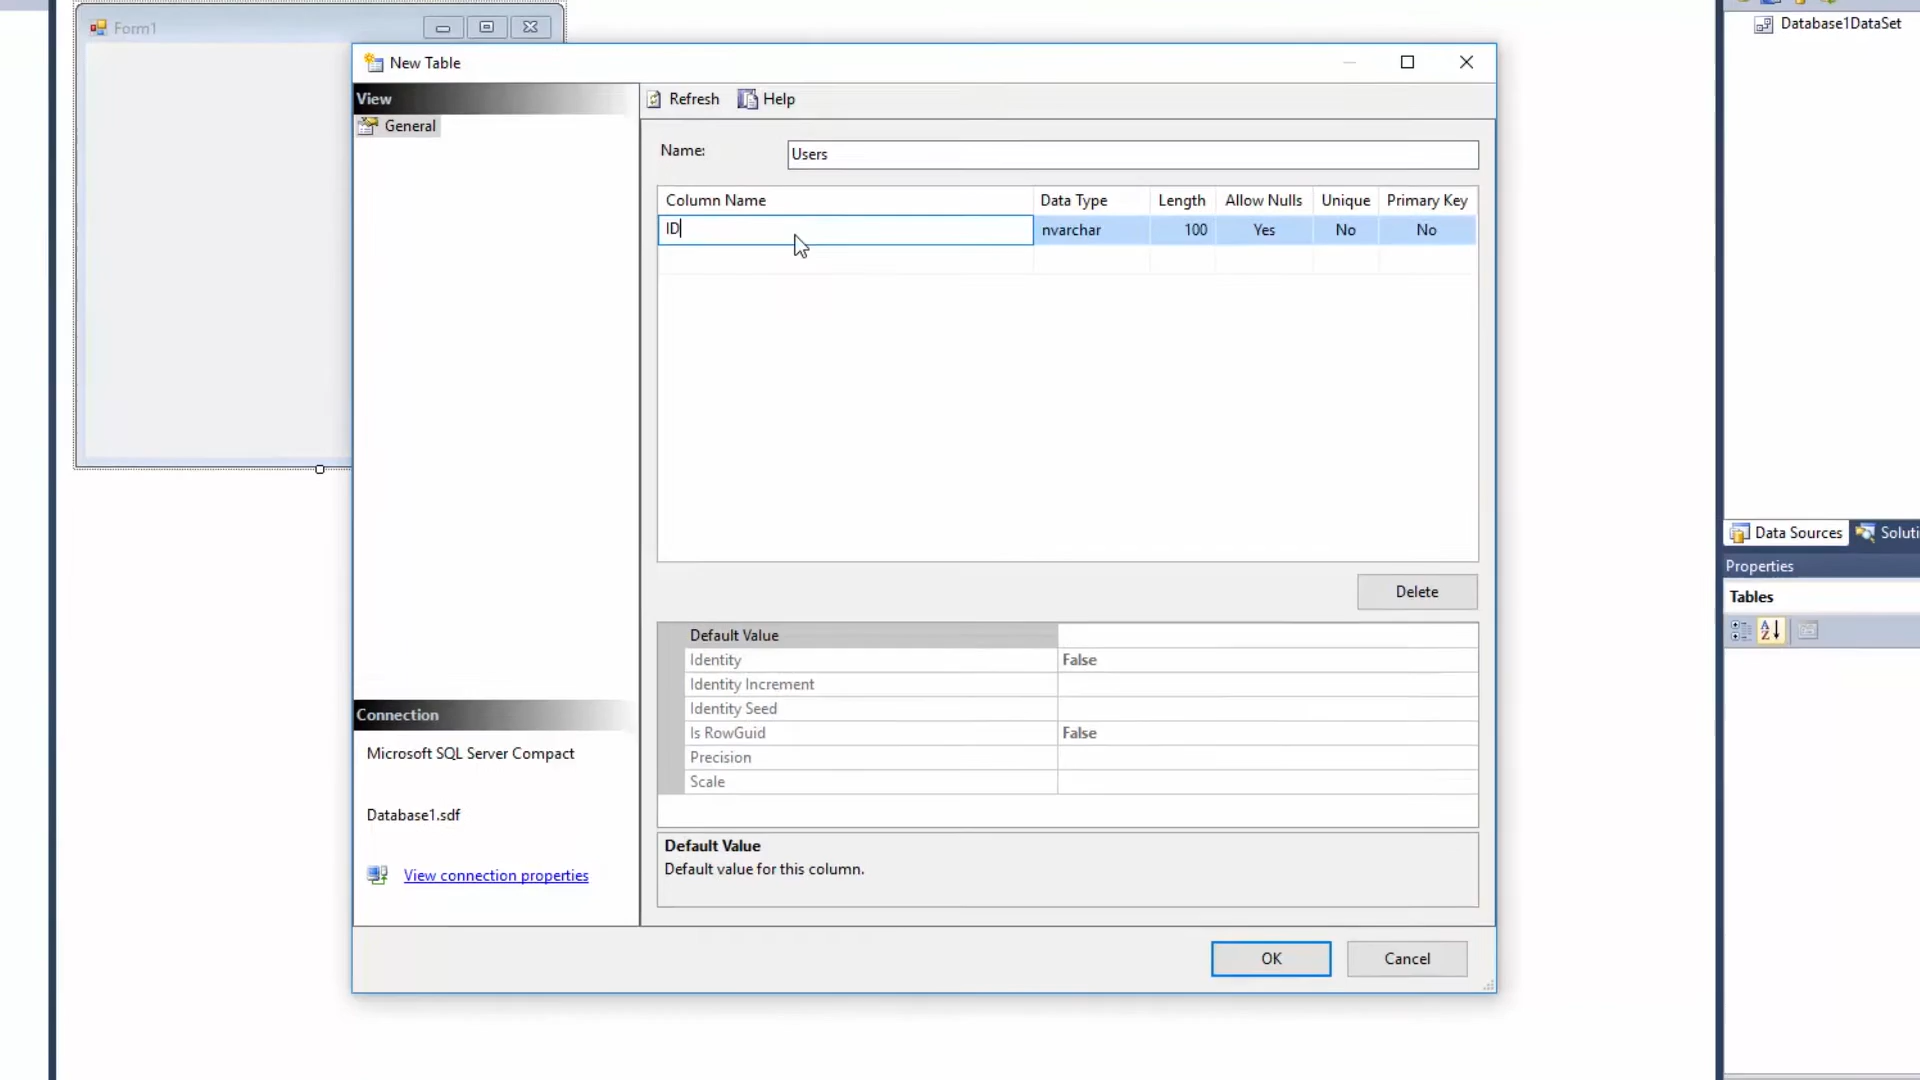 Form1
Database1DataSet
New Table
View
General
Refresh
Help
Name:
Users
Column Name
Data Type
Length
Allow Nulls
Unique
Primary Key
ID
nvarchar
100
Yes
No
No
Delete
Default Value
Identity
False
Identity Increment
Identity Seed
Is RowGuid
False
Precision
Scale
Default Value
Default value for this column.
Connection
Microsoft SQL Server Compact
Database1.sdf
View connection properties
OK
Cancel
Data Sources
Soluti
Properties
Tables